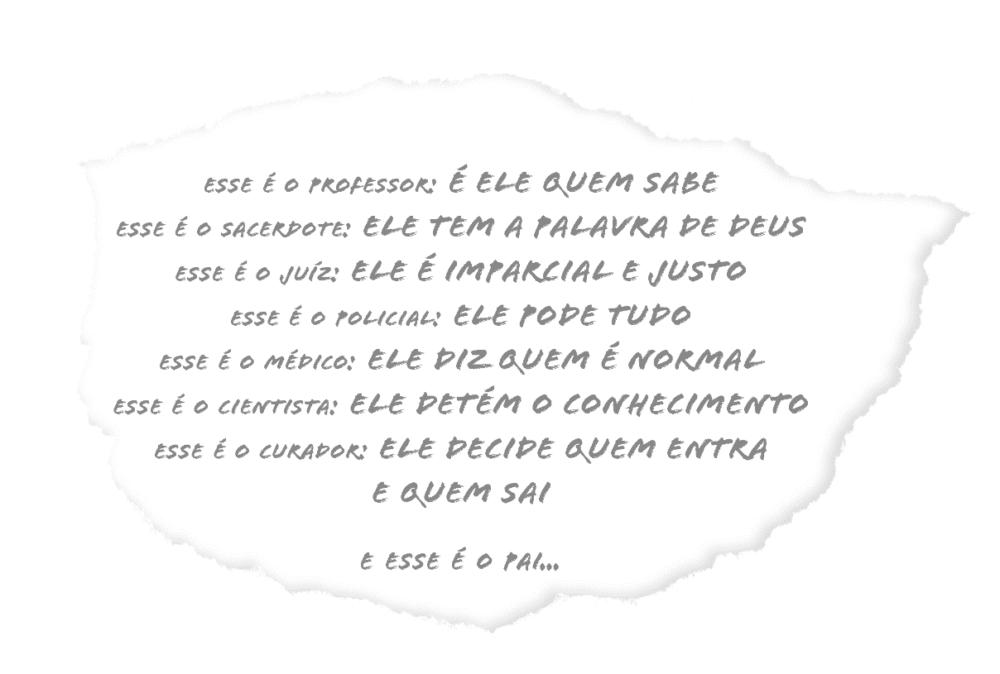 ESSE É O PROFESSOR: É ELE QUEM SABE
ESSE É O SACERDOTE: ELE TEM A PALAVRA DE DEUS
ESSE É O JUÍZ: ELE É IMPARCIAL E JUSTO
ESSE É O POLICIAL: ELE PODE TUDO
ESSE É O MÉDICO: ELE DIZ QUEM É NORMAL
ESSE É O CIENTISTA: ELE DETÉM O CONHECIMENTO
ESSE É O CURADOR: ELE DECIDE QUEM ENTRA
E QUEM SAI
E ESSE É O PAI...